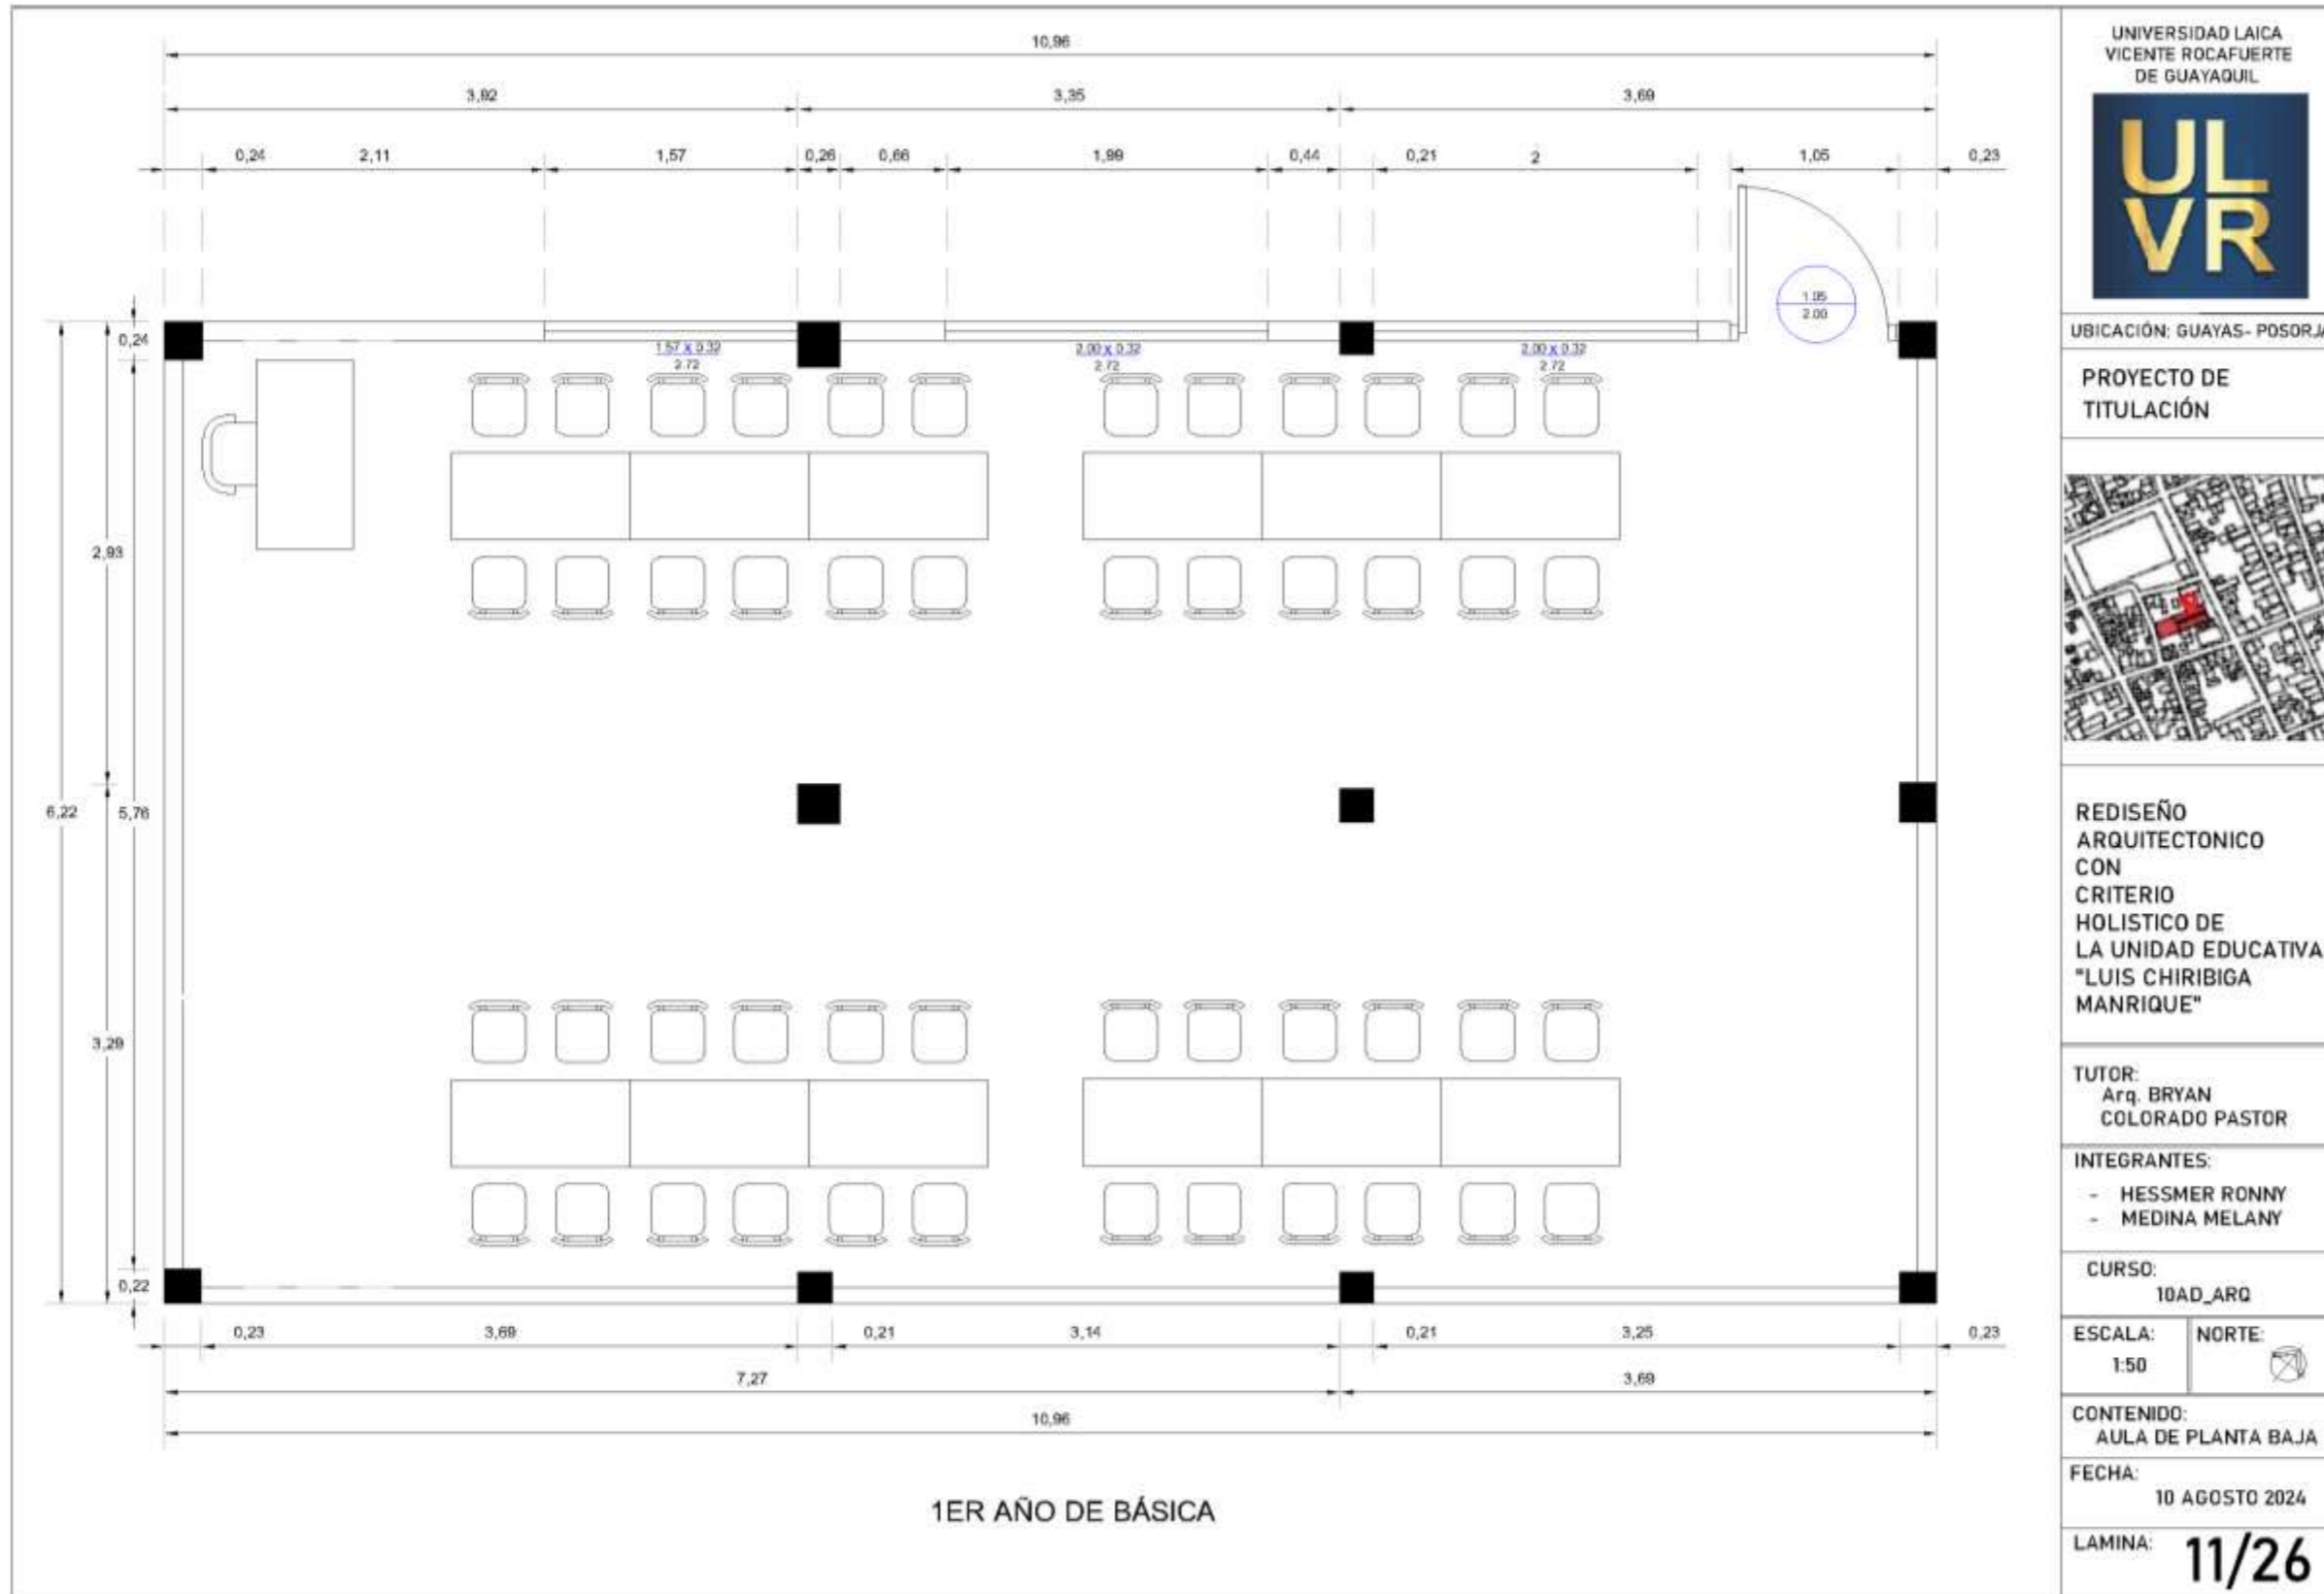 10,96
3,92 3,35 3,69
0,24 2,11 1,57 0,26 0,66 1,99 0,44 0,21 2 1,05 0,23
1.05
2.00
0,24
1.57 X 0.32
2.72
2.00 x 0.32
2.72
2.00 x 0.32
2.72
2,93
6,22 5,76
3,29
0,22
0,23 3,69 0,21 3,14 0,21 3,25 0,23
7,27 3,69
10,96
1ER AÑO DE BÁSICA
UNIVERSIDAD LAICA
VICENTE ROCAFUERTE
DE GUAYAQUIL
UL
VR
UBICACIÓN: GUAYAS- POSORJA
PROYECTO DE
TITULACIÓN
REDISEÑO
ARQUITECTONICO
CON
CRITERIO
HOLISTICO DE
LA UNIDAD EDUCATIVA
"LUIS CHIRIBIGA
MANRIQUE"
TUTOR:
Arq. BRYAN
COLORADO PASTOR
INTEGRANTES:
- HESSMER RONNY
- MEDINA MELANY
CURSO:
10AD_ARQ
ESCALA: NORTE:
1:50
CONTENIDO:
AULA DE PLANTA BAJA
FECHA:
10 AGOSTO 2024
LAMINA: 11/26